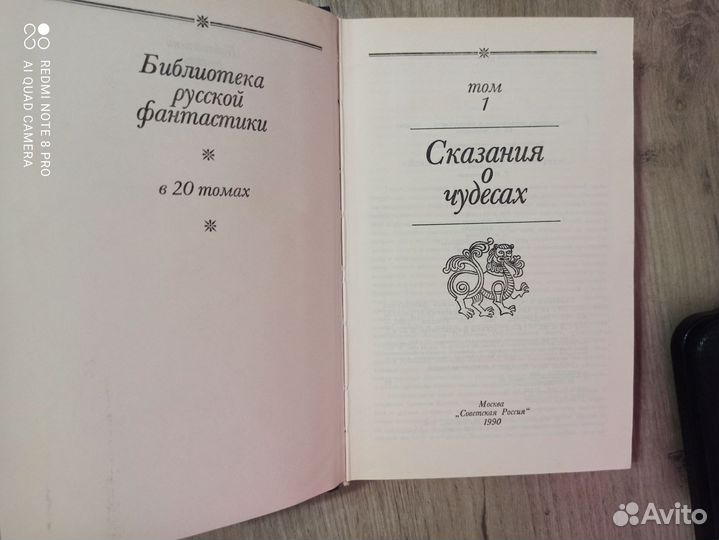 REDMI NOTE 8 PRO
AI QUAD CAMERA
Библиотека
русской
фантастики
в 20 томах
том
1
Сказания
о
чудесах
Москва
„Советская Россия“
1990
Avito